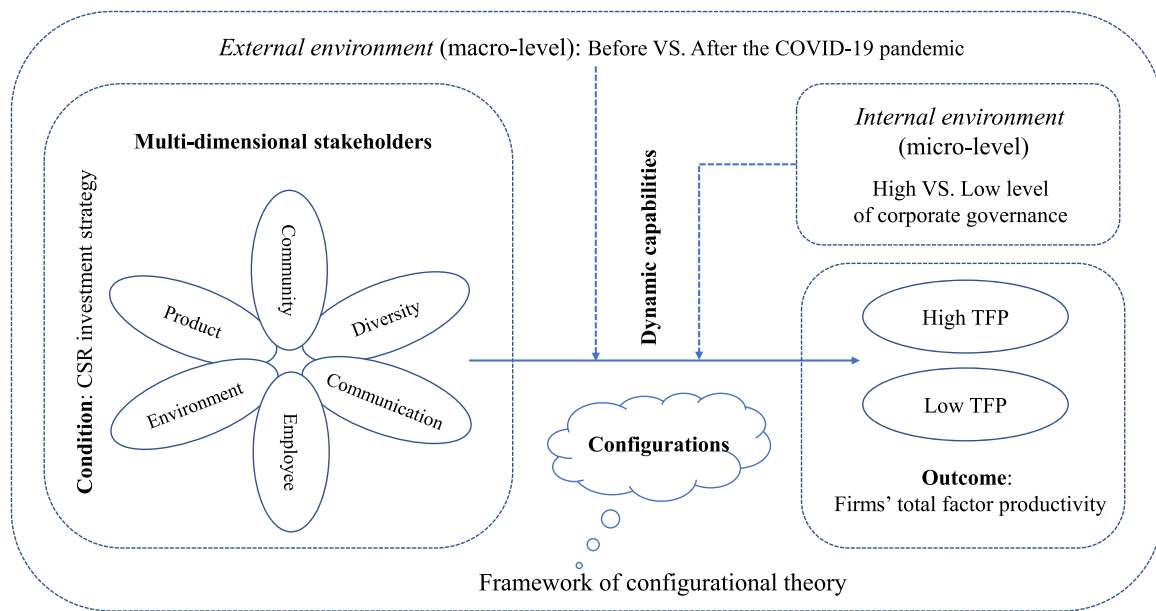 External environment (macro-level): Before VS. After the COVID-19 pandemic
Condition: CSR investment strategy
Multi-dimensional stakeholders
Community
Product
Diversity
Environment
Communication
Employee
Dynamic capabilities
Internal environment
(micro-level)
High VS. Low level
of corporate governance
High TFP
Low TFP
Configurations
Outcome:
Firms' total factor productivity
Framework of configurational theory